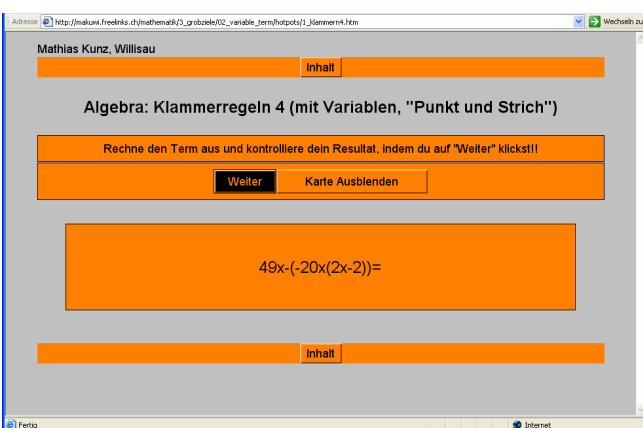 Adresse http://makuwi.freelinks.ch/mathematik/3_grobziele/02_variable_term/hotpots/1_klammern4.htm Wechseln zu
Mathias Kunz, Willisau
Inhalt
Algebra: Klammerregeln 4 (mit Variablen, "Punkt und Strich")
Rechne den Term aus und kontrolliere dein Resultat, indem du auf "Weiter" klickst!!
Weiter Karte Ausblenden
49x-(-20x(2x-2))=
Inhalt
Fertig Internet